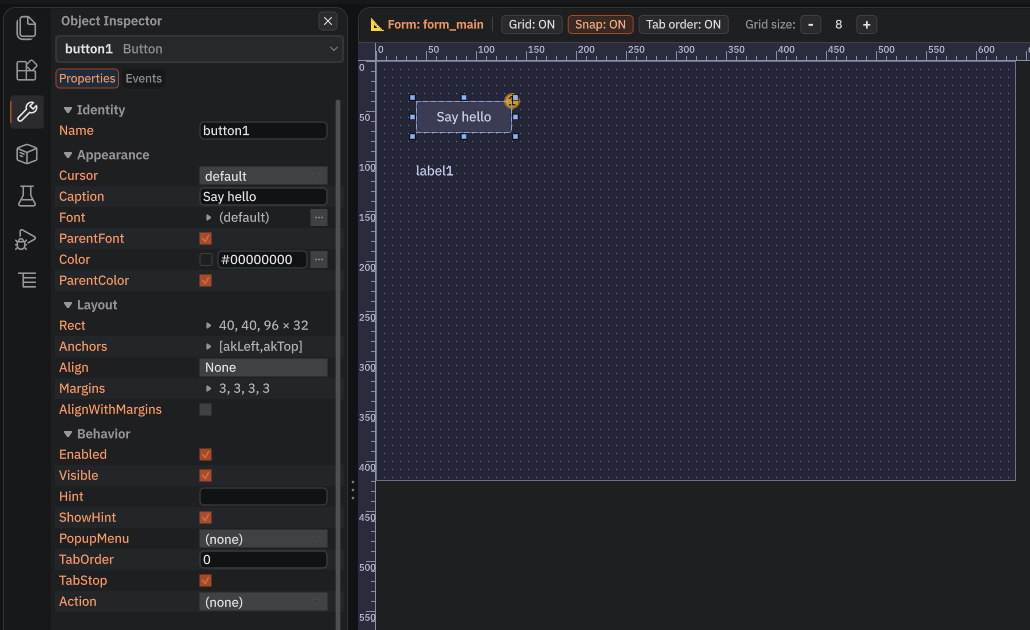 Object Inspector
button1 Button
Properties Events
Identity
Name button1
Appearance
Cursor default
Caption Say hello
Font (default) ...
ParentFont
Color #00000000 ...
ParentColor
Layout
Rect 40, 40, 96 × 32
Anchors [akLeft,akTop]
Align None
Margins 3, 3, 3, 3
AlignWithMargins
Behavior
Enabled
Visible
Hint
ShowHint
PopupMenu (none)
TabOrder 0
TabStop
Action (none)
Form: form_main Grid: ON Snap: ON Tab order: ON Grid size: - 8 +
0 50 100 150 200 250 300 350 400 450 500 550 600
0
50
100
150
200
250
300
350
400
450
500
550
Say hello
label1